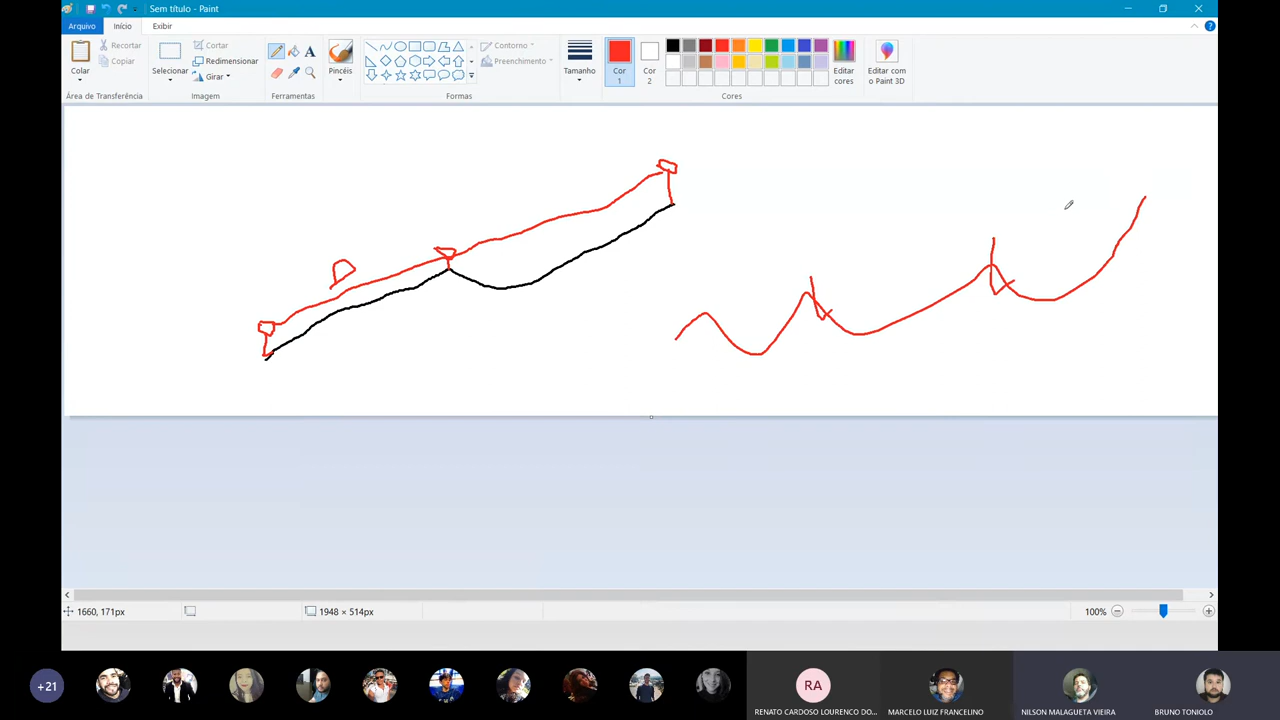 Sem título - Paint
Arquivo Início Exibir
Colar
Recortar
Copiar
Área de Transferência
Selecionar
Cortar
Redimensionar
Girar
Imagem
A
Ferramentas
Pincéis
Contorno
Preenchimento
Formas
Tamanho
Cor
1
Cor
2
Editar
cores
Editar com
o Paint 3D
Cores
D
1660, 171px
1948 × 514px
100%
+21
RA
RENATO CARDOSO LOURENCO DO...
MARCELO LUIZ FRANCELINO
NILSON MALAGUETA VIEIRA
BRUNO TONIOLO